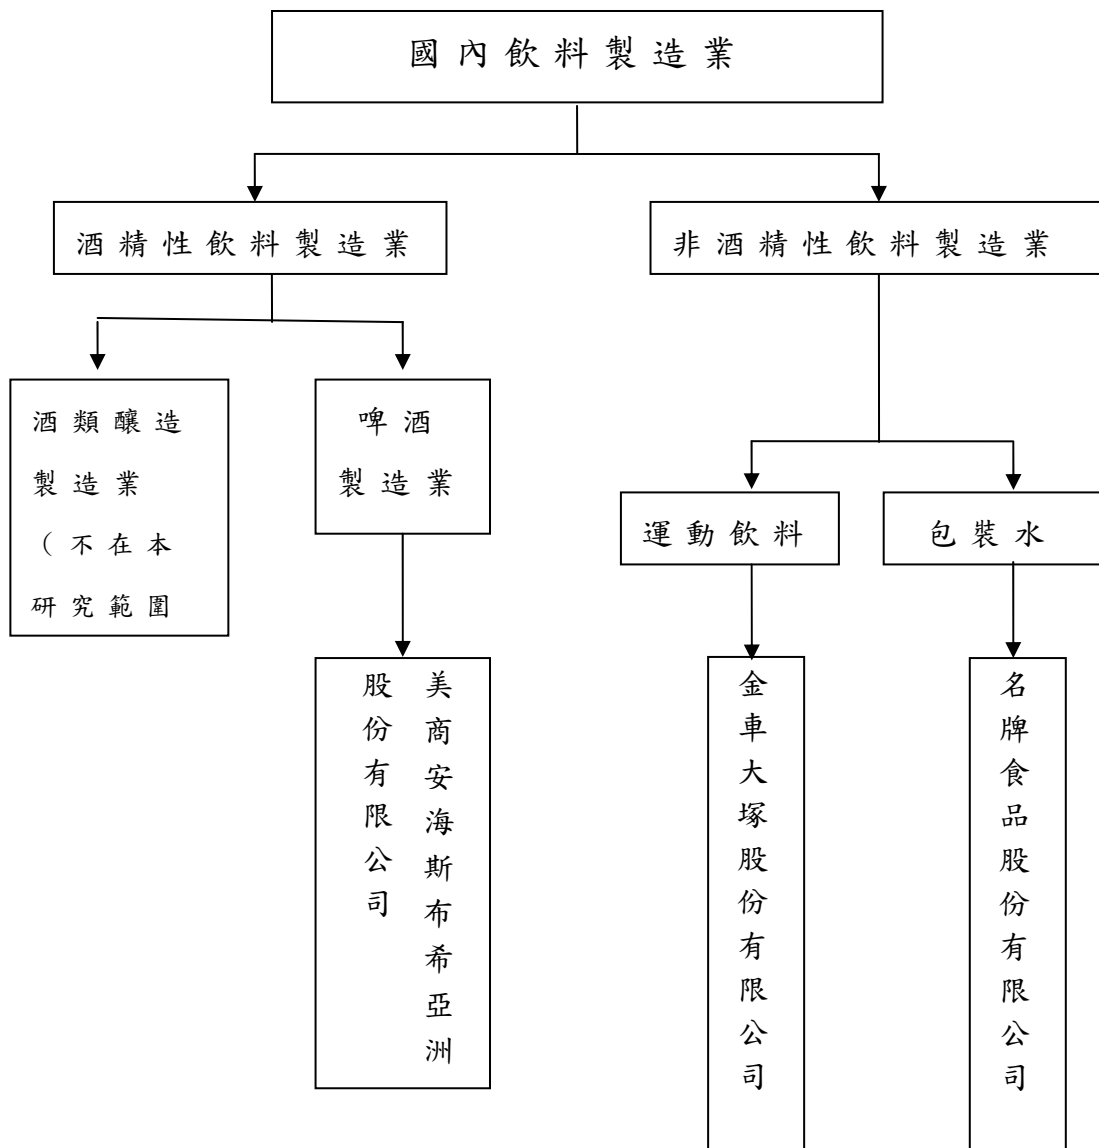 國內飲料製造業
酒精性飲料製造業
非酒精性飲料製造業
酒類釀造
製造業
（不在本
研究範圍
啤酒
製造業
運動飲料
包裝水
美商安海斯布希亞洲
股份有限公司
金車大塚股份有限公司
名牌食品股份有限公司